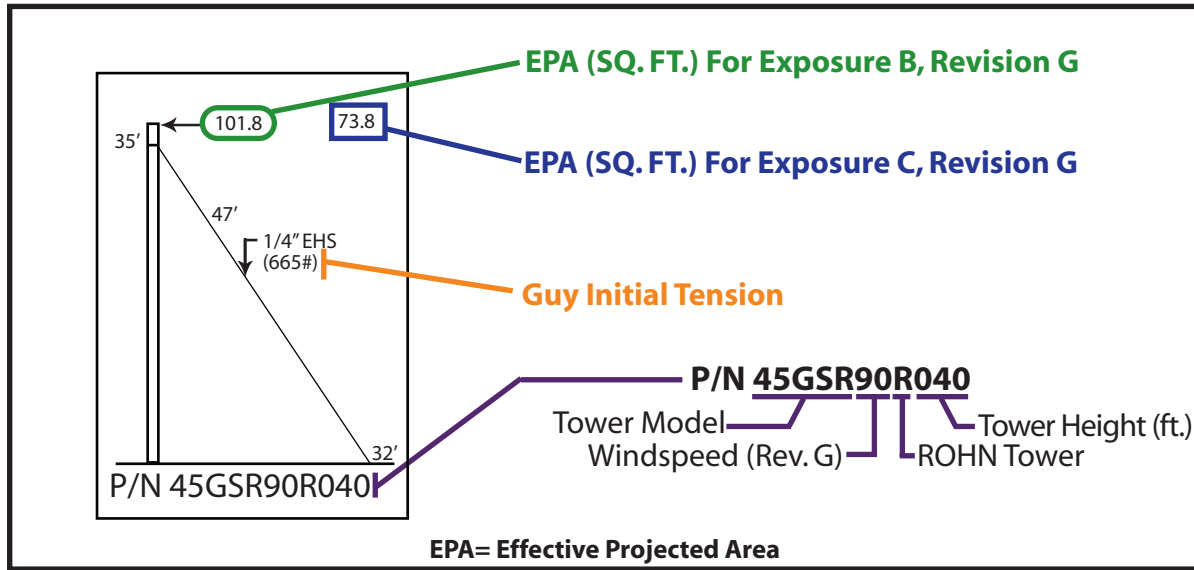 EPA (SQ. FT.) For Exposure B, Revision G
101.8
73.8
35’
EPA (SQ. FT.) For Exposure C, Revision G
47’
1/4” EHS
(665#)
Guy Initial Tension
P/N 45GSR90R040
Tower Model
Tower Height (ft.)
Windspeed (Rev. G)
ROHN Tower
32’
P/N 45GSR90R040
EPA= Effective Projected Area